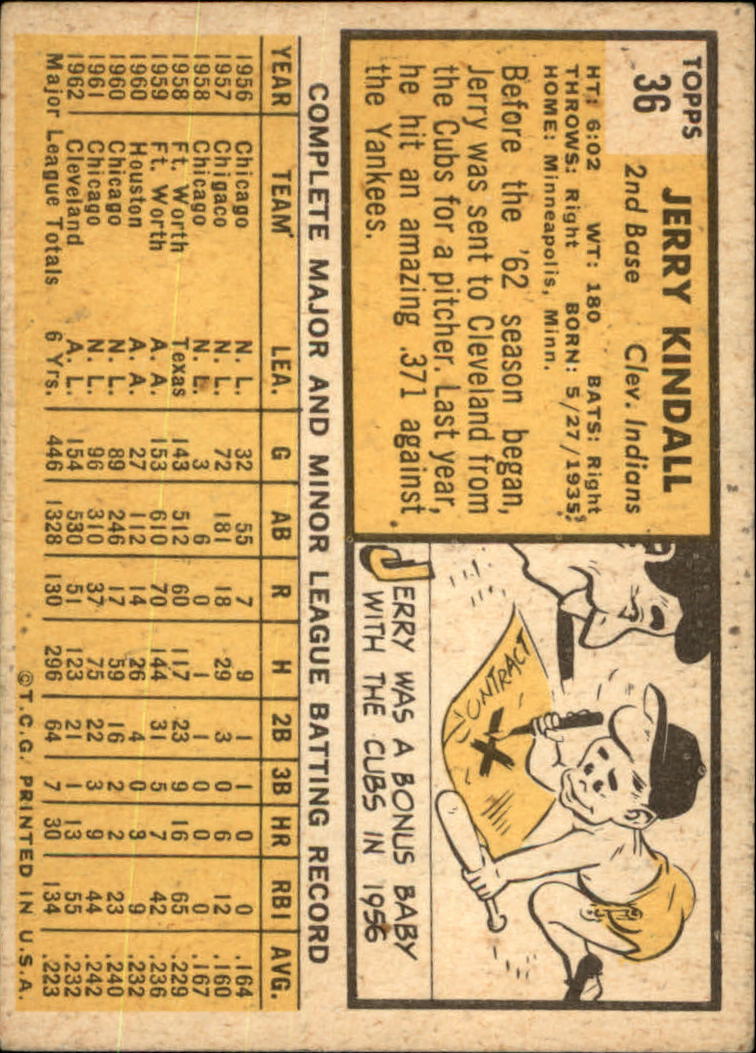 TOPPS
36
JERRY KINDALL
2nd Base Clev. Indians
HT: 6:02 WT: 180 BATS: Right
THROWS: Right BORN: 5/27/1935
HOME: Minneapolis, Minn.
Before the '62 season began,
Jerry was sent to Cleveland from
the Cubs for a pitcher. Last year,
he hit an amazing .371 against
the Yankees.
CONTRACT
X
JERRY WAS A BONUS BABY
WITH THE CUBS IN 1956
COMPLETE MAJOR AND MINOR LEAGUE BATTING RECORD
YEAR TEAM LEA. G AB R H 2B 3B HR RBI AVG.
1956 Chicago N. L. 32 55 7 9 1 1 0 0 .164
1957 Chigaco N. L. 72 181 18 29 3 0 6 12 .160
1958 Chicago N. L. 3 6 0 1 1 0 0 0 .167
1958 Ft. Worth Texas 143 512 60 117 23 9 16 65 .229
1959 Ft. Worth A. A. 153 610 70 144 31 5 7 42 .236
1960 Houston A. A. 27 112 14 26 4 0 3 9 .232
1960 Chicago N. L. 89 246 17 59 16 2 2 23 .240
1961 Chicago N. L. 96 310 37 75 22 3 9 44 .242
1962 Cleveland A. L. 154 530 51 123 21 1 13 55 .232
Major League Totals 6 Yrs. 446 1328 130 296 64 7 30 134 .223
©T.C.G. PRINTED IN U.S.A.